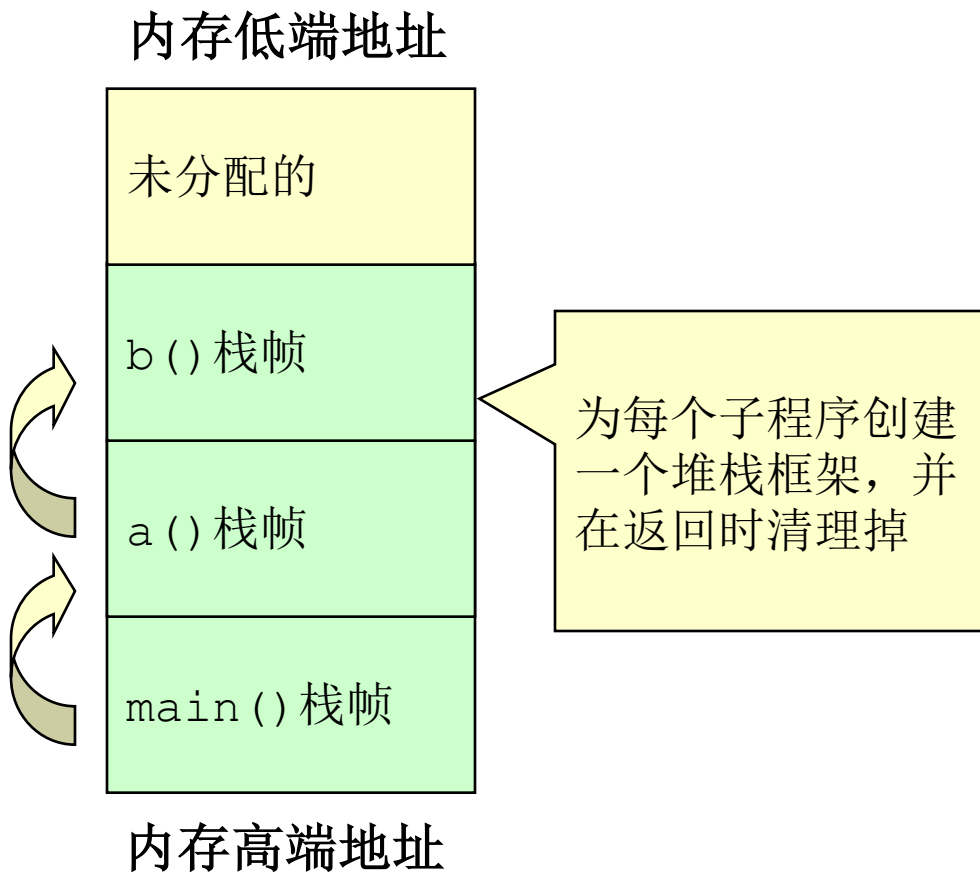 内存低端地址
未分配的
b()栈帧
为每个子程序创建
一个堆栈框架，并
在返回时清理掉
a()栈帧
main()栈帧
内存高端地址